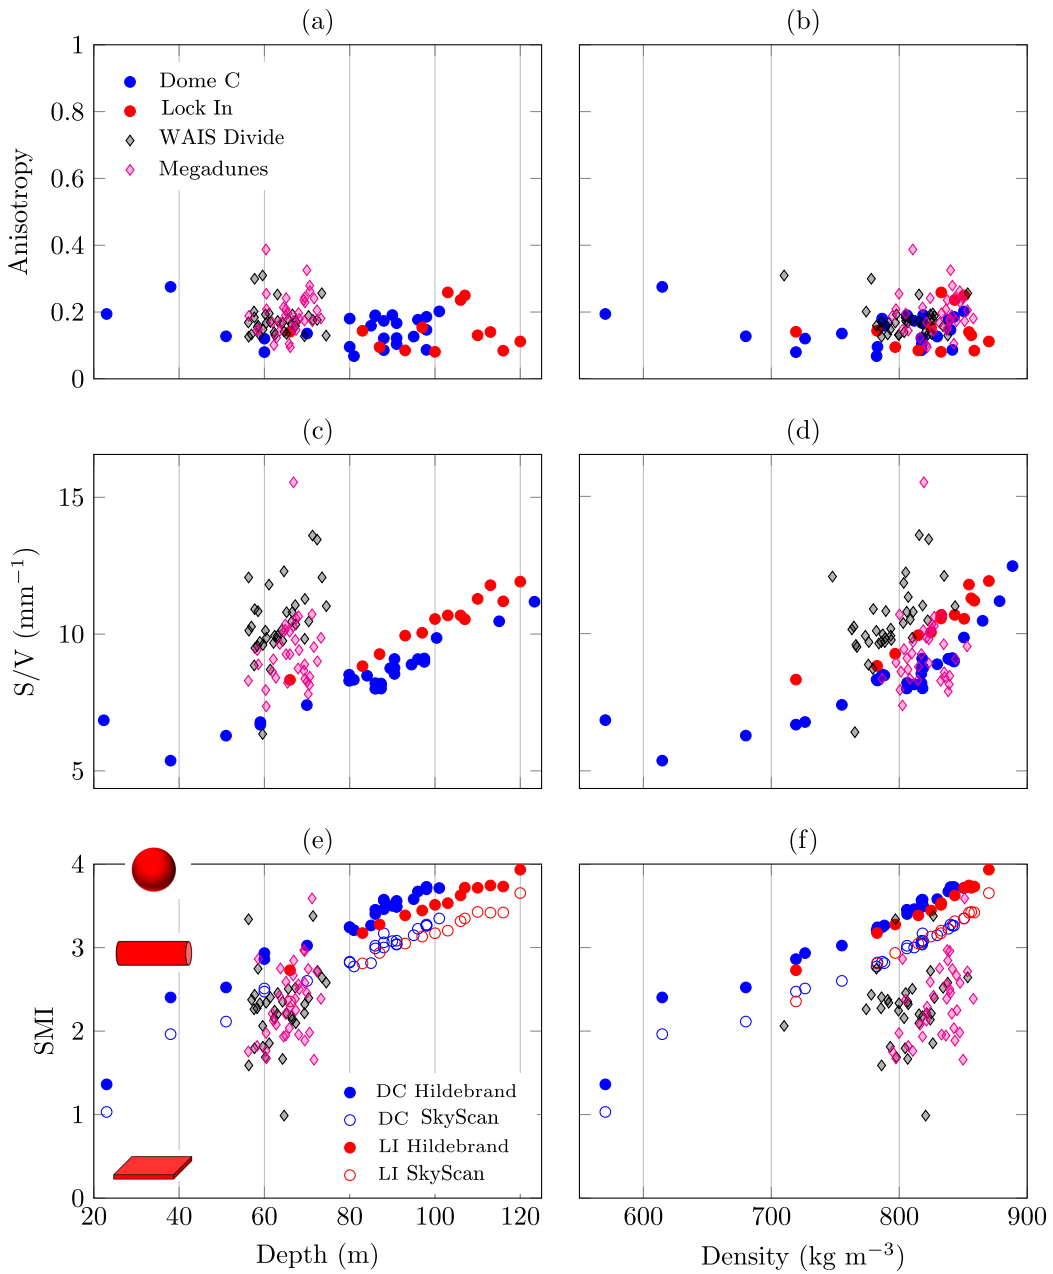 (a)
(b)
1
0.8
0.6
0.4
0.2
0
Anisotropy
Dome C
Lock In
WAIS Divide
Megadunes
(c)
(d)
15
10
5
S/V (mm⁻¹)
(e)
(f)
4
3
2
1
0
SMI
DC Hildebrand
DC SkyScan
LI Hildebrand
LI SkyScan
20 40 60 80 100 120
600 700 800 900
Depth (m)
Density (kg m⁻³)